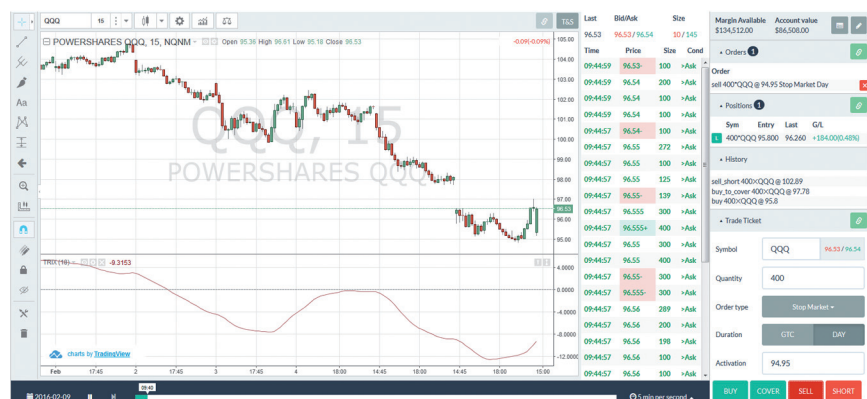 QQQ 15 T&S
POWERSHARES QQQ, 15, NQNM Open 95.35 High 96.61 Low 95.18 Close 96.53 -0.09(-0.09%)
QQQ, 15
POWERSHARES QQQ
105.00
104.00
103.00
102.00
101.00
100.00
99.00
98.00
97.00
96.53
96.00
95.00
Aa
TRIX (18) -9.3153
4.0000
0.0000
-4.0000
-8.0000
-12.0000
charts by TradingView
Feb 17:45 2 17:45 3 18:00 4 18:00 14:45 18:00 15:00
09:40
2016-02-09 5 min per second
Last Bid/Ask Size
96.53 96.53 / 96.54 10 / 145
Time Price Size Cond
09:44:59 96.53- 100 >Ask
09:44:59 96.54 200 >Ask
09:44:59 96.54 100 >Ask
09:44:59 96.54 100 >Ask
09:44:57 96.54- 100 >Ask
09:44:57 96.55 272 >Ask
09:44:57 96.55 100 >Ask
09:44:57 96.55 125 >Ask
09:44:57 96.55- 139 >Ask
09:44:57 96.555 300 >Ask
09:44:57 96.555+ 400 >Ask
09:44:57 96.55 300 >Ask
09:44:57 96.55 400 >Ask
09:44:57 96.55- 300 >Ask
09:44:57 96.555- 300 >Ask
09:44:57 96.56 289 >Ask
09:44:57 96.56 200 >Ask
09:44:57 96.56 198 >Ask
09:44:57 96.56 100 >Ask
09:44:57 96.56 100 >Ask
Margin Available Account value
$134,512.00 $86,508.00
Orders 1
Order
sell 400*QQQ @ 94.95 Stop Market Day
Positions 1
Sym Entry Last G/L
L 400*QQQ 95.800 96.260 +184.00(0.48%)
History
sell_short 400×QQQ @ 102.89
buy_to_cover 400×QQQ @ 97.78
buy 400×QQQ @ 95.8
Trade Ticket
Symbol QQQ 96.53 / 96.54
Quantity 400
Order type Stop Market
Duration GTC DAY
Activation 94.95
BUY COVER SELL SHORT